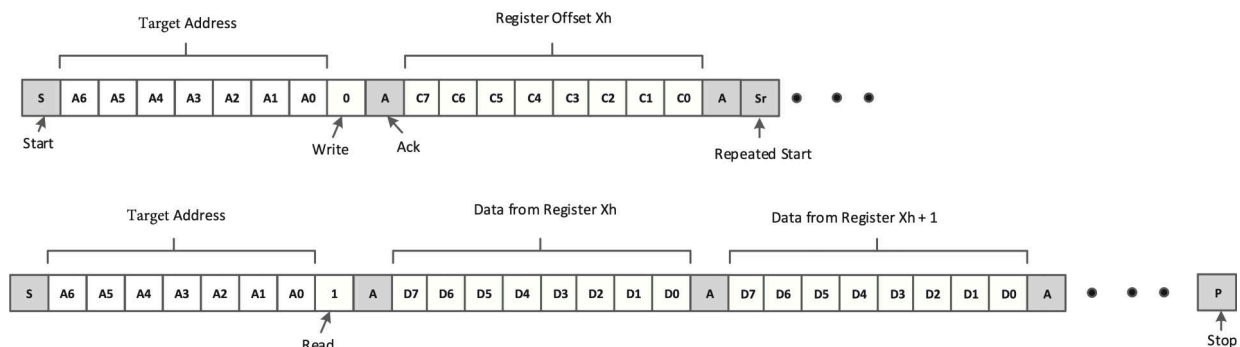 Target Address
Register Offset Xh
S A6 A5 A4 A3 A2 A1 A0 0 A C7 C6 C5 C4 C3 C2 C1 C0 A Sr
Start
Write
Ack
Repeated Start
Target Address
Data from Register Xh
Data from Register Xh + 1
S A6 A5 A4 A3 A2 A1 A0 1 A D7 D6 D5 D4 D3 D2 D1 D0 A D7 D6 D5 D4 D3 D2 D1 D0 A P
Read
Stop